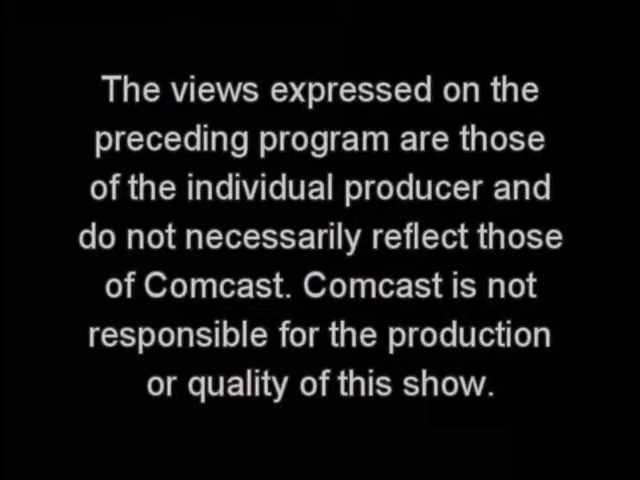 The views expressed on the
preceding program are those
of the individual producer and
do not necessarily reflect those
of Comcast. Comcast is not
responsible for the production
or quality of this show.